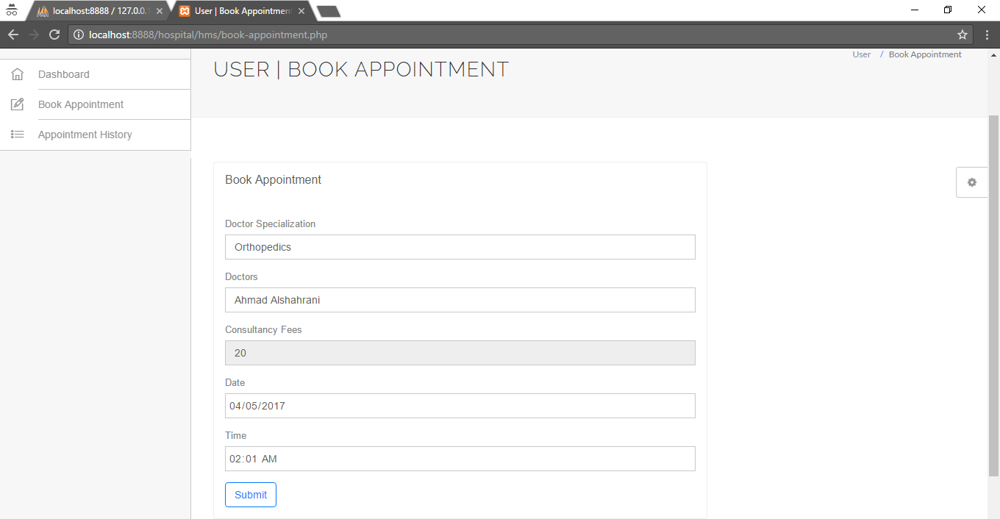 localhost:8888 / 127.0.0.1
User | Book Appointment
localhost:8888/hospital/hms/book-appointment.php
User / Book Appointment
USER | BOOK APPOINTMENT
Dashboard
Book Appointment
Appointment History
Book Appointment
Doctor Specialization
Orthopedics
Doctors
Ahmad Alshahrani
Consultancy Fees
20
Date
04/05/2017
Time
02:01 AM
Submit